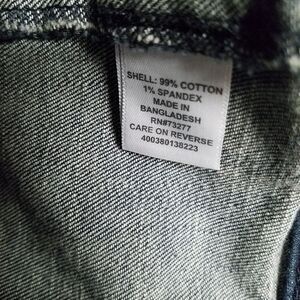 SHELL: 99% COTTON
1% SPANDEX
MADE IN
BANGLADESH
RN#73277
CARE ON REVERSE
400380138223